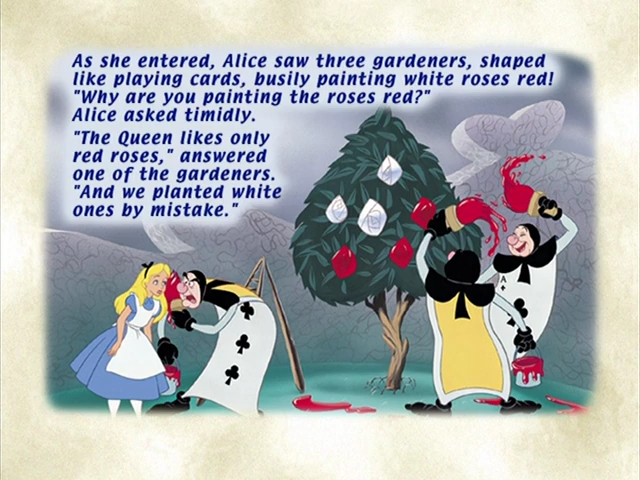 As she entered, Alice saw three gardeners, shaped
like playing cards, busily painting white roses red!
"Why are you painting the roses red?"
Alice asked timidly.
"The Queen likes only
red roses," answered
one of the gardeners.
"And we planted white
ones by mistake."
A